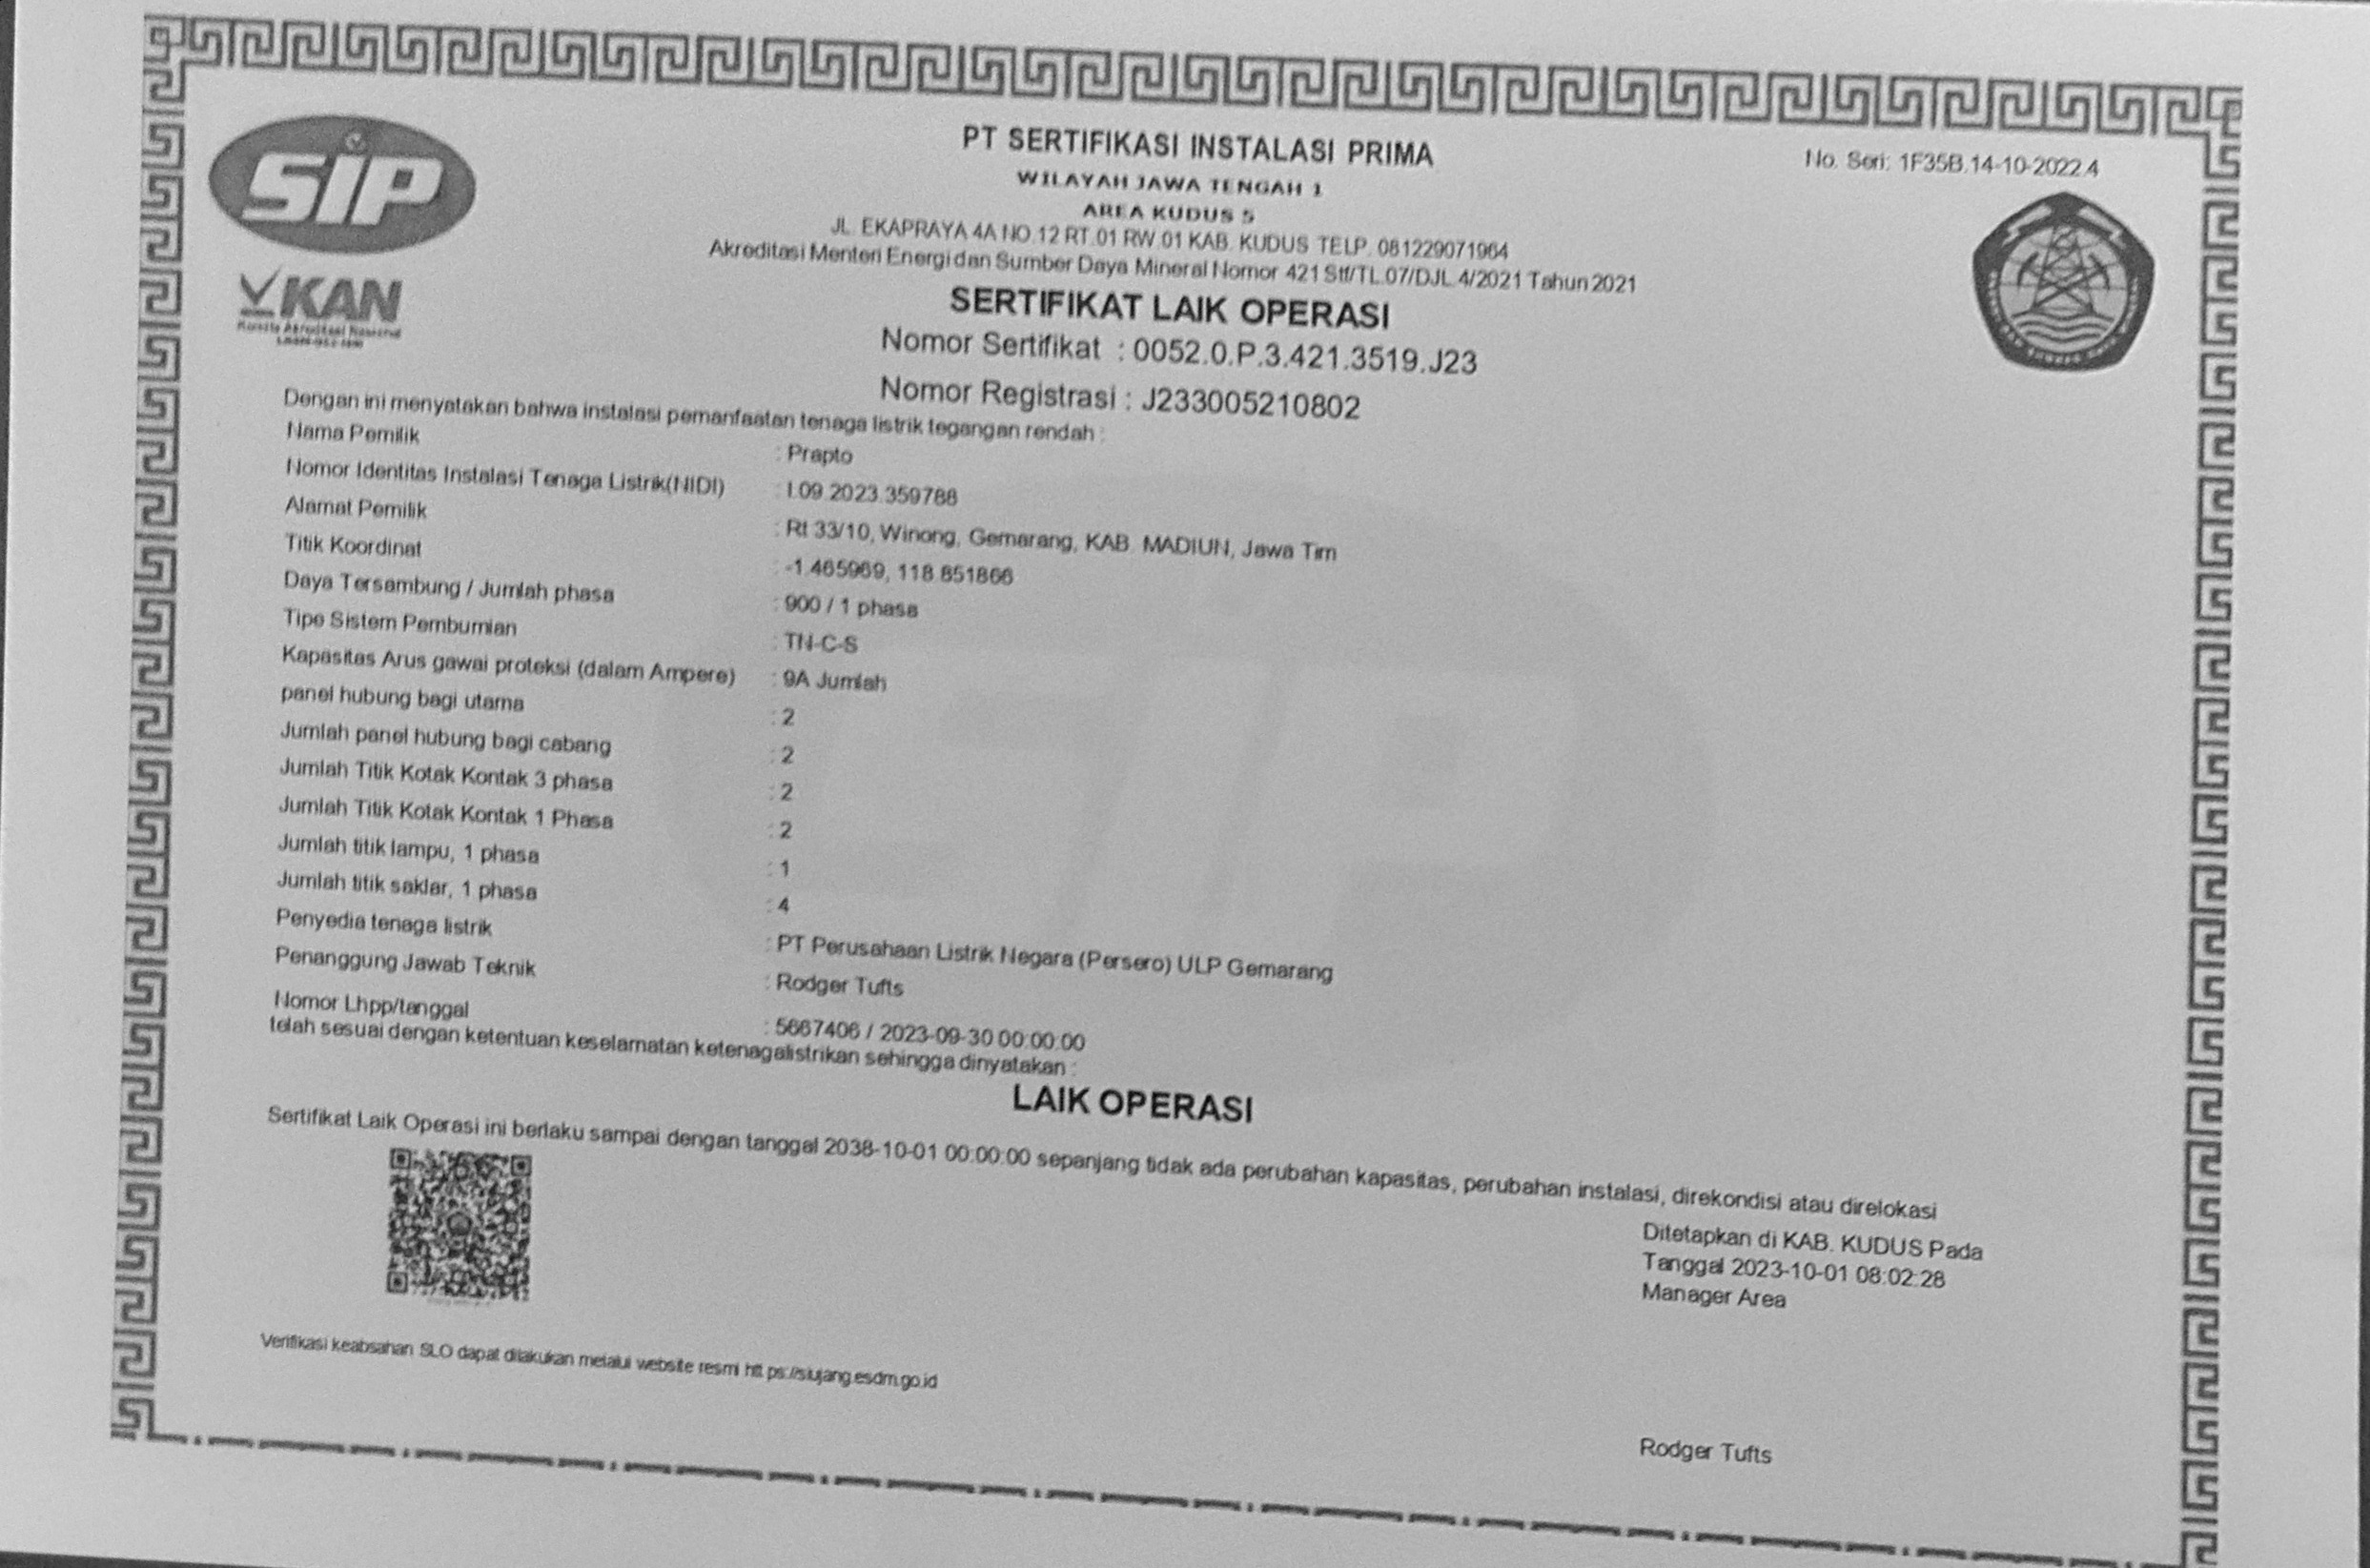 SIP
KAN
Komite Akreditasi Nasional
PT SERTIFIKASI INSTALASI PRIMA
WILAYAH JAWA TENGAH 1
AREA KUDUS 5
JL. EKAPRAYA 4A NO.12 RT.01 RW.01 KAB. KUDUS TELP. 081229071964
Akreditasi Menteri Energi dan Sumber Daya Mineral Nomor 421 Stf/TL.07/DJL.4/2021 Tahun 2021
No. Seri: 1F35B.14-10-2022.4
SERTIFIKAT LAIK OPERASI
Nomor Sertifikat : 0052.0.P.3.421.3519.J23
Nomor Registrasi : J233005210802
Dengan ini menyatakan bahwa instalasi pemanfaatan tenaga listrik tegangan rendah :
Nama Pemilik : Prapto
Nomor Identitas Instalasi Tenaga Listrik(NIDI) : I.09.2023.359788
Alamat Pemilik : Rt 33/10, Winong, Gemarang, KAB. MADIUN, Jawa Tim
Titik Koordinat : -1.465969, 118.851866
Daya Tersambung / Jumlah phasa : 900 / 1 phasa
Tipe Sistem Pembumian : TN-C-S
Kapasitas Arus gawai proteksi (dalam Ampere) : 9A Jumlah
panel hubung bagi utama : 2
Jumlah panel hubung bagi cabang : 2
Jumlah Titik Kotak Kontak 3 phasa : 2
Jumlah Titik Kotak Kontak 1 Phasa : 2
Jumlah titik lampu, 1 phasa : 1
Jumlah titik saklar, 1 phasa : 4
Penyedia tenaga listrik : PT Perusahaan Listrik Negara (Persero) ULP Gemarang
Penanggung Jawab Teknik : Rodger Tufts
Nomor Lhpp/tanggal : 5667406 / 2023-09-30 00:00:00
telah sesuai dengan ketentuan keselamatan ketenagalistrikan sehingga dinyatakan :
LAIK OPERASI
Sertifikat Laik Operasi ini berlaku sampai dengan tanggal 2038-10-01 00:00:00 sepanjang tidak ada perubahan kapasitas, perubahan instalasi, direkondisi atau direlokasi
Ditetapkan di KAB. KUDUS Pada
Tanggal 2023-10-01 08:02:28
Manager Area
Verifikasi keabsahan SLO dapat dilakukan melalui website resmi htt ps://siujang.esdm.go.id
Rodger Tufts